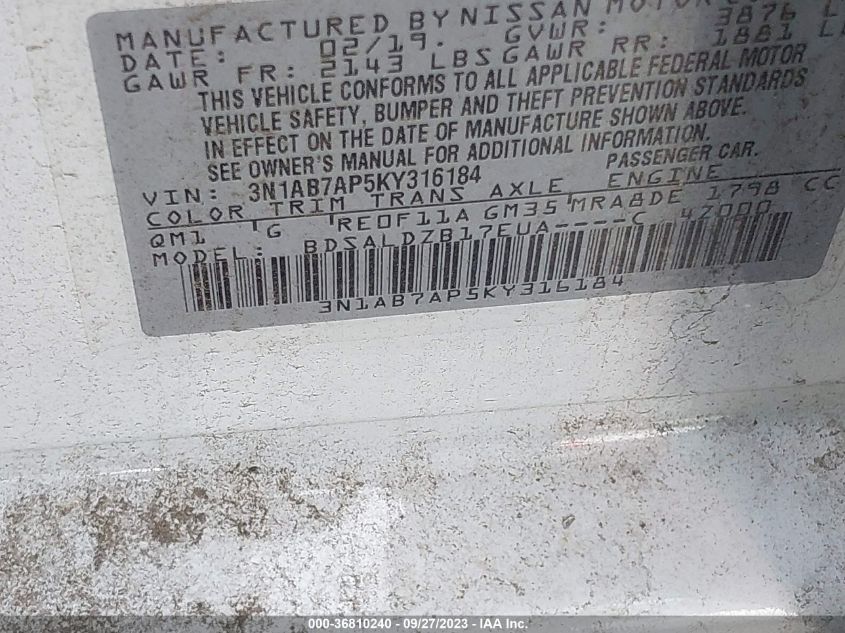 MANUFACTURED BY NISSAN MOTOR
DATE: 02/19. GVWR: 3876 L
GAWR FR: 2143 LBS GAWR RR: 1881 L
THIS VEHICLE CONFORMS TO ALL APPLICABLE FEDERAL MOTOR
VEHICLE SAFETY, BUMPER AND THEFT PREVENTION STANDARDS
IN EFFECT ON THE DATE OF MANUFACTURE SHOWN ABOVE.
SEE OWNER'S MANUAL FOR ADDITIONAL INFORMATION.
VIN: 3N1AB7AP5KY316184 PASSENGER CAR.
COLOR TRIM TRANS AXLE ENGINE
QM1 G RE0F11A GM35 MRA8DE 1798 CC
MODEL: BDSALDZB17EUA----C 4Z000
3N1AB7AP5KY316184
000-36810240 - 09/27/2023 - © IAA, Inc.